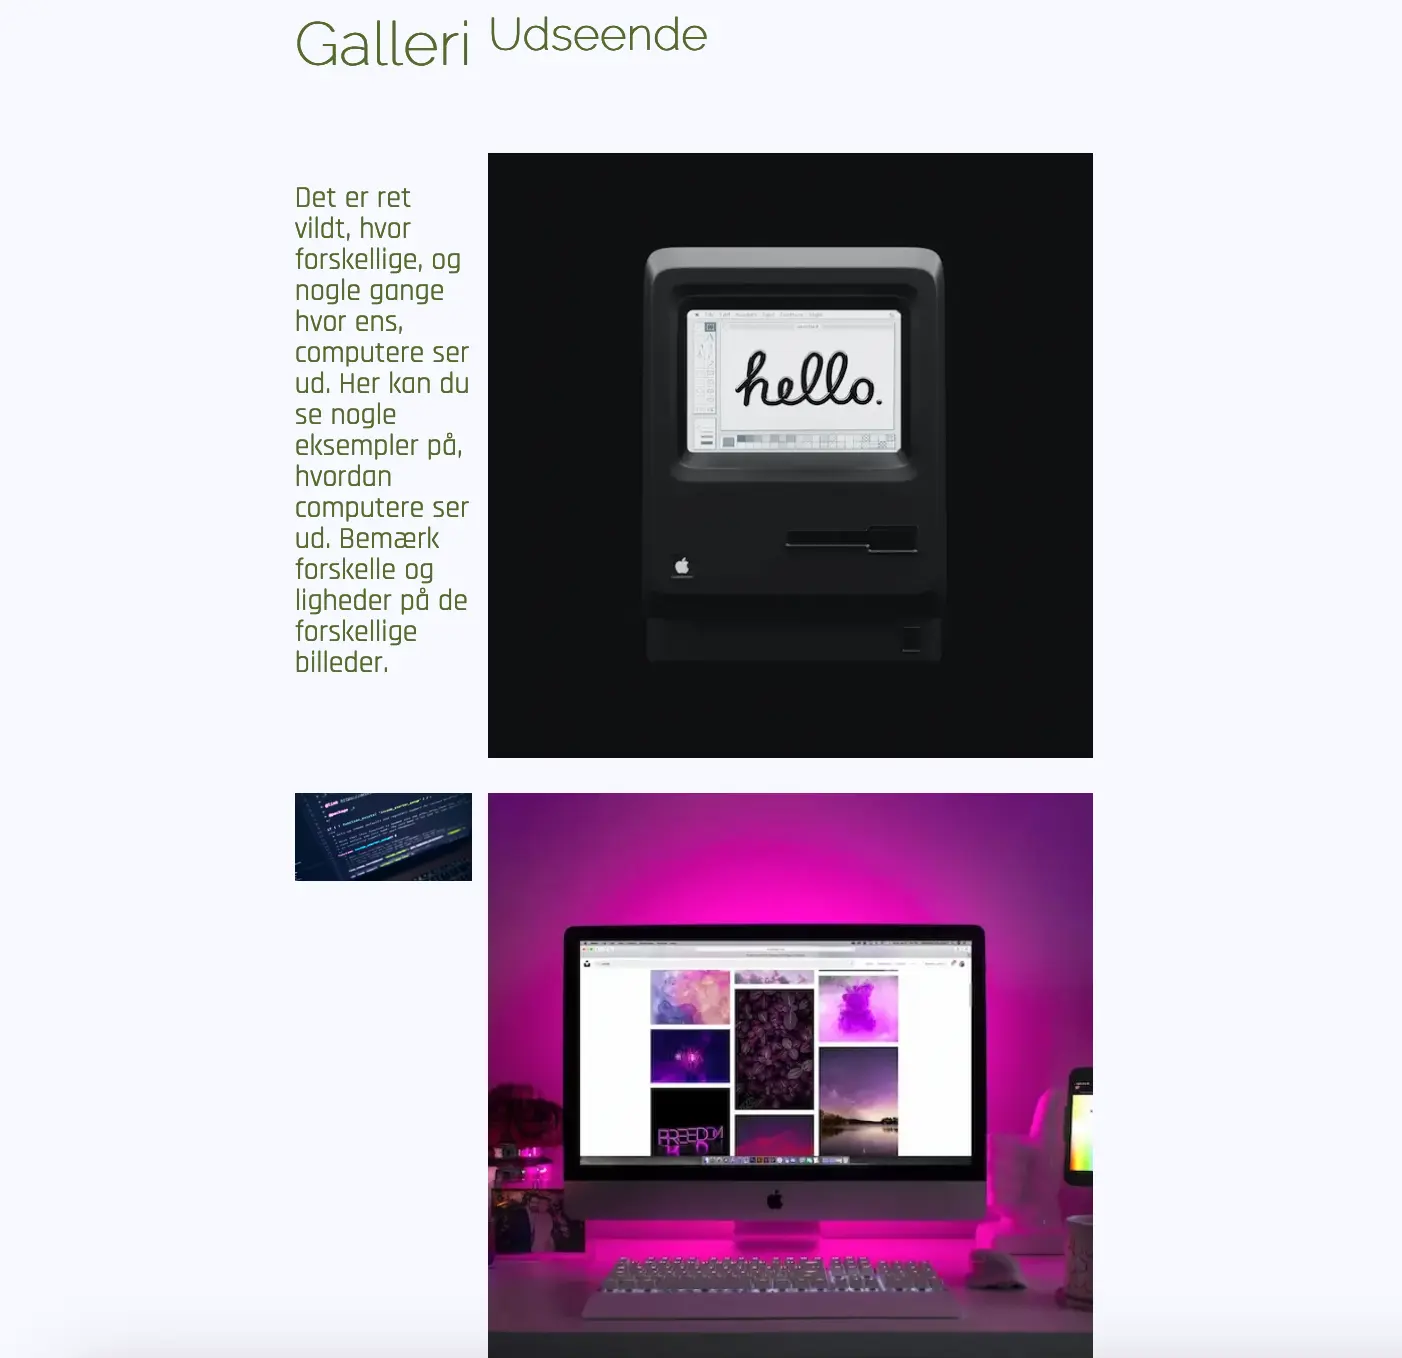 Galleri
Udseende
Det er ret
vildt, hvor
forskellige, og
nogle gange
hvor ens,
computere ser
ud. Her kan du
se nogle
eksempler på,
hvordan
computere ser
ud. Bemærk
forskelle og
ligheder på de
forskellige
billeder.
hello.
FREEDOM